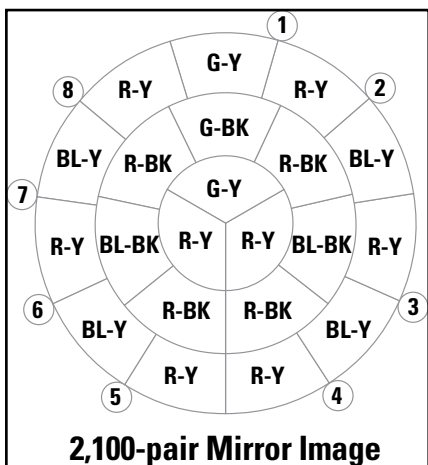 1
G-Y
8
R-Y
R-Y
2
G-BK
BL-Y
R-BK
R-BK
BL-Y
G-Y
7
R-Y
BL-BK
R-Y
R-Y
BL-BK
R-Y
6
R-BK
R-BK
3
BL-Y
BL-Y
R-Y
R-Y
5
4
2,100-pair Mirror Image